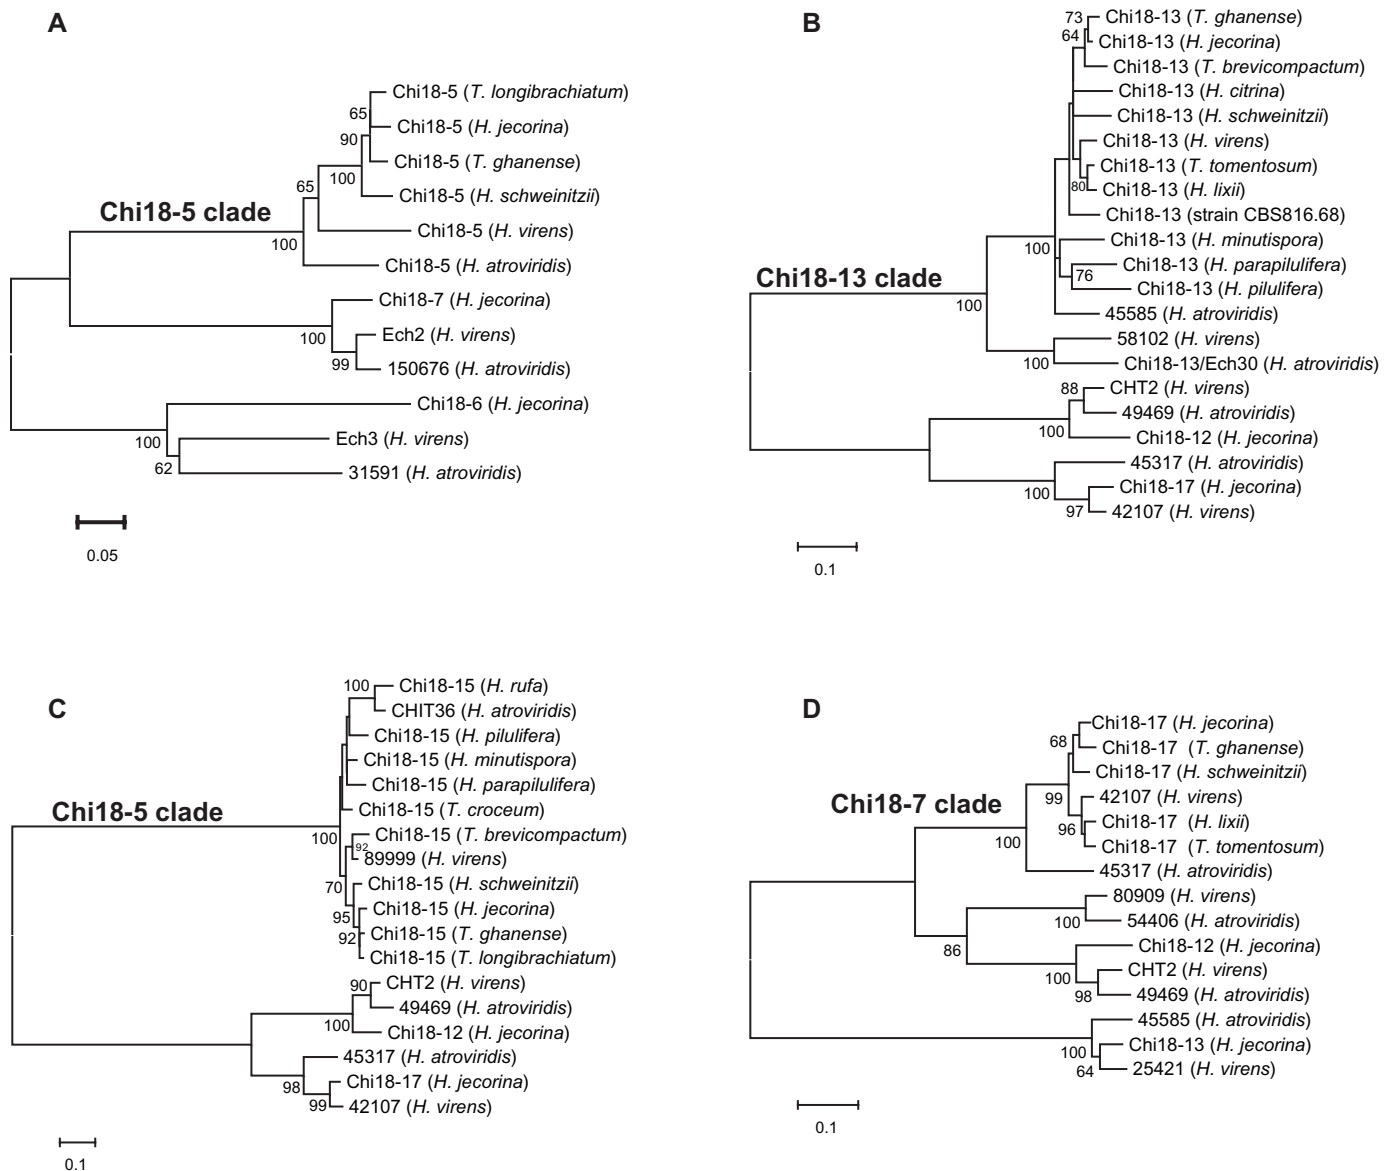 A
65
Chi18-5 (T. longibrachiatum)
Chi18-5 (H. jecorina)
90
Chi18-5 (T. ghanense)
100
Chi18-5 (H. schweinitzii)
65
Chi18-5 clade
Chi18-5 (H. virens)
100
Chi18-5 (H. atroviridis)
Chi18-7 (H. jecorina)
100
Ech2 (H. virens)
99
150676 (H. atroviridis)
Chi18-6 (H. jecorina)
100
Ech3 (H. virens)
62
31591 (H. atroviridis)
0.05
B
73
Chi18-13 (T. ghanense)
64
Chi18-13 (H. jecorina)
Chi18-13 (T. brevicompactum)
Chi18-13 (H. citrina)
Chi18-13 (H. schweinitzii)
Chi18-13 (H. virens)
Chi18-13 (T. tomentosum)
80
Chi18-13 (H. lixii)
Chi18-13 (strain CBS816.68)
100
Chi18-13 (H. minutispora)
Chi18-13 (H. parapilulifera)
76
Chi18-13 (H. pilulifera)
Chi18-13 clade
100
45585 (H. atroviridis)
58102 (H. virens)
100
Chi18-13/Ech30 (H. atroviridis)
88
CHT2 (H. virens)
49469 (H. atroviridis)
100
Chi18-12 (H. jecorina)
45317 (H. atroviridis)
100
Chi18-17 (H. jecorina)
97
42107 (H. virens)
0.1
C
100
Chi18-15 (H. rufa)
CHIT36 (H. atroviridis)
Chi18-15 (H. pilulifera)
Chi18-15 (H. minutispora)
Chi18-15 (H. parapilulifera)
Chi18-5 clade
Chi18-15 (T. croceum)
100
Chi18-15 (T. brevicompactum)
92
89999 (H. virens)
70
Chi18-15 (H. schweinitzii)
95
Chi18-15 (H. jecorina)
92
Chi18-15 (T. ghanense)
Chi18-15 (T. longibrachiatum)
90
CHT2 (H. virens)
49469 (H. atroviridis)
100
Chi18-12 (H. jecorina)
45317 (H. atroviridis)
98
Chi18-17 (H. jecorina)
99
42107 (H. virens)
0.1
D
Chi18-17 (H. jecorina)
68
Chi18-17 (T. ghanense)
Chi18-17 (H. schweinitzii)
99
42107 (H. virens)
Chi18-7 clade
Chi18-17 (H. lixii)
96
100
Chi18-17 (T. tomentosum)
45317 (H. atroviridis)
80909 (H. virens)
100
54406 (H. atroviridis)
86
Chi18-12 (H. jecorina)
100
CHT2 (H. virens)
98
49469 (H. atroviridis)
45585 (H. atroviridis)
100
Chi18-13 (H. jecorina)
64
25421 (H. virens)
0.1